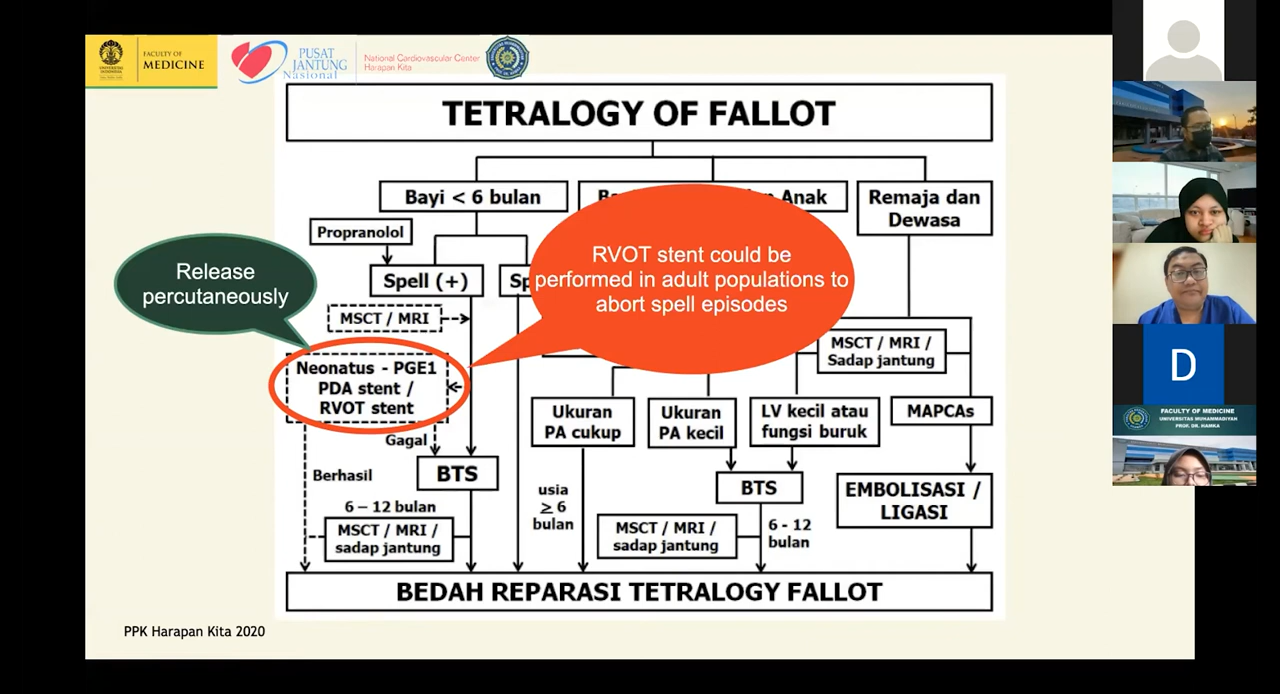 FACULTY OF
MEDICINE
PUSAT
JANTUNG
Nasional
National Cardiovascular Center
Harapan Kita
TETRALOGY OF FALLOT
Bayi < 6 bulan
Anak
Remaja dan
Dewasa
Propranolol
Spell (+)
RVOT stent could be
performed in adult populations to
abort spell episodes
Release
percutaneously
MSCT / MRI
MSCT / MRI /
Sadap jantung
Neonatus - PGE1
PDA stent /
RVOT stent
Ukuran
PA cukup
Ukuran
PA kecil
LV kecil atau
fungsi buruk
MAPCAs
Gagal
Berhasil
BTS
usia
≥ 6
bulan
BTS
EMBOLISASI /
LIGASI
6 – 12 bulan
MSCT / MRI /
sadap jantung
MSCT / MRI /
sadap jantung
6 - 12
bulan
BEDAH REPARASI TETRALOGY FALLOT
PPK Harapan Kita 2020
D
FACULTY OF MEDICINE
UNIVERSITAS MUHAMMADIYAH
PROF. DR. HAMKA